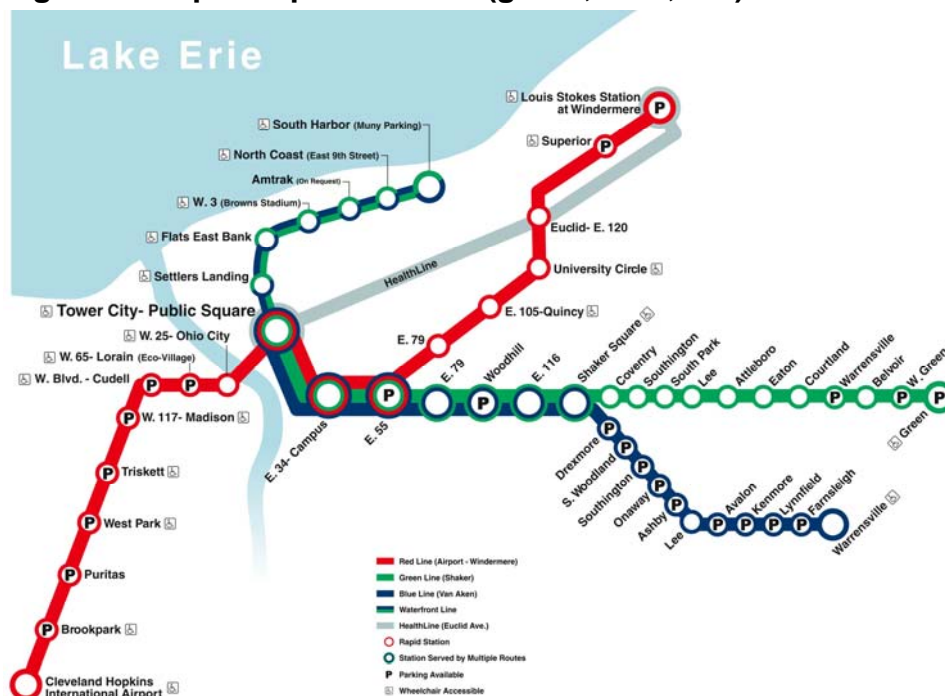 Lake Erie
Louis Stokes Station
at Windermere
South Harbor (Muny Parking)
Superior
North Coast (East 9th Street)
Amtrak (On Request)
W. 3 (Browns Stadium)
Euclid- E. 120
Flats East Bank
HealthLine
University Circle
Settlers Landing
Tower City- Public Square
E. 105-Quincy
W. 25- Ohio City
E. 79
W. 65- Lorain (Eco-Village)
W. Blvd. - Cudell
E. 79
Woodhill
E. 116
Shaker Square
Coventry
Southington
South Park
Lee
Attleboro
Eaton
Courtland
Warrensville
Belvoir
W. Green
Green
W. 117- Madison
E. 34- Campus
E. 55
Drexmore
S. Woodland
Southington
Onaway
Ashby
Lee
Avalon
Kenmore
Lynnfield
Farnsleigh
Warrensville
Triskett
West Park
Puritas
Brookpark
Cleveland Hopkins
International Airport
Red Line (Airport - Windermere)
Green Line (Shaker)
Blue Line (Van Aken)
Waterfront Line
HealthLine (Euclid Ave.)
Rapid Station
Station Served by Multiple Routes
P Parking Available
Wheelchair Accessible